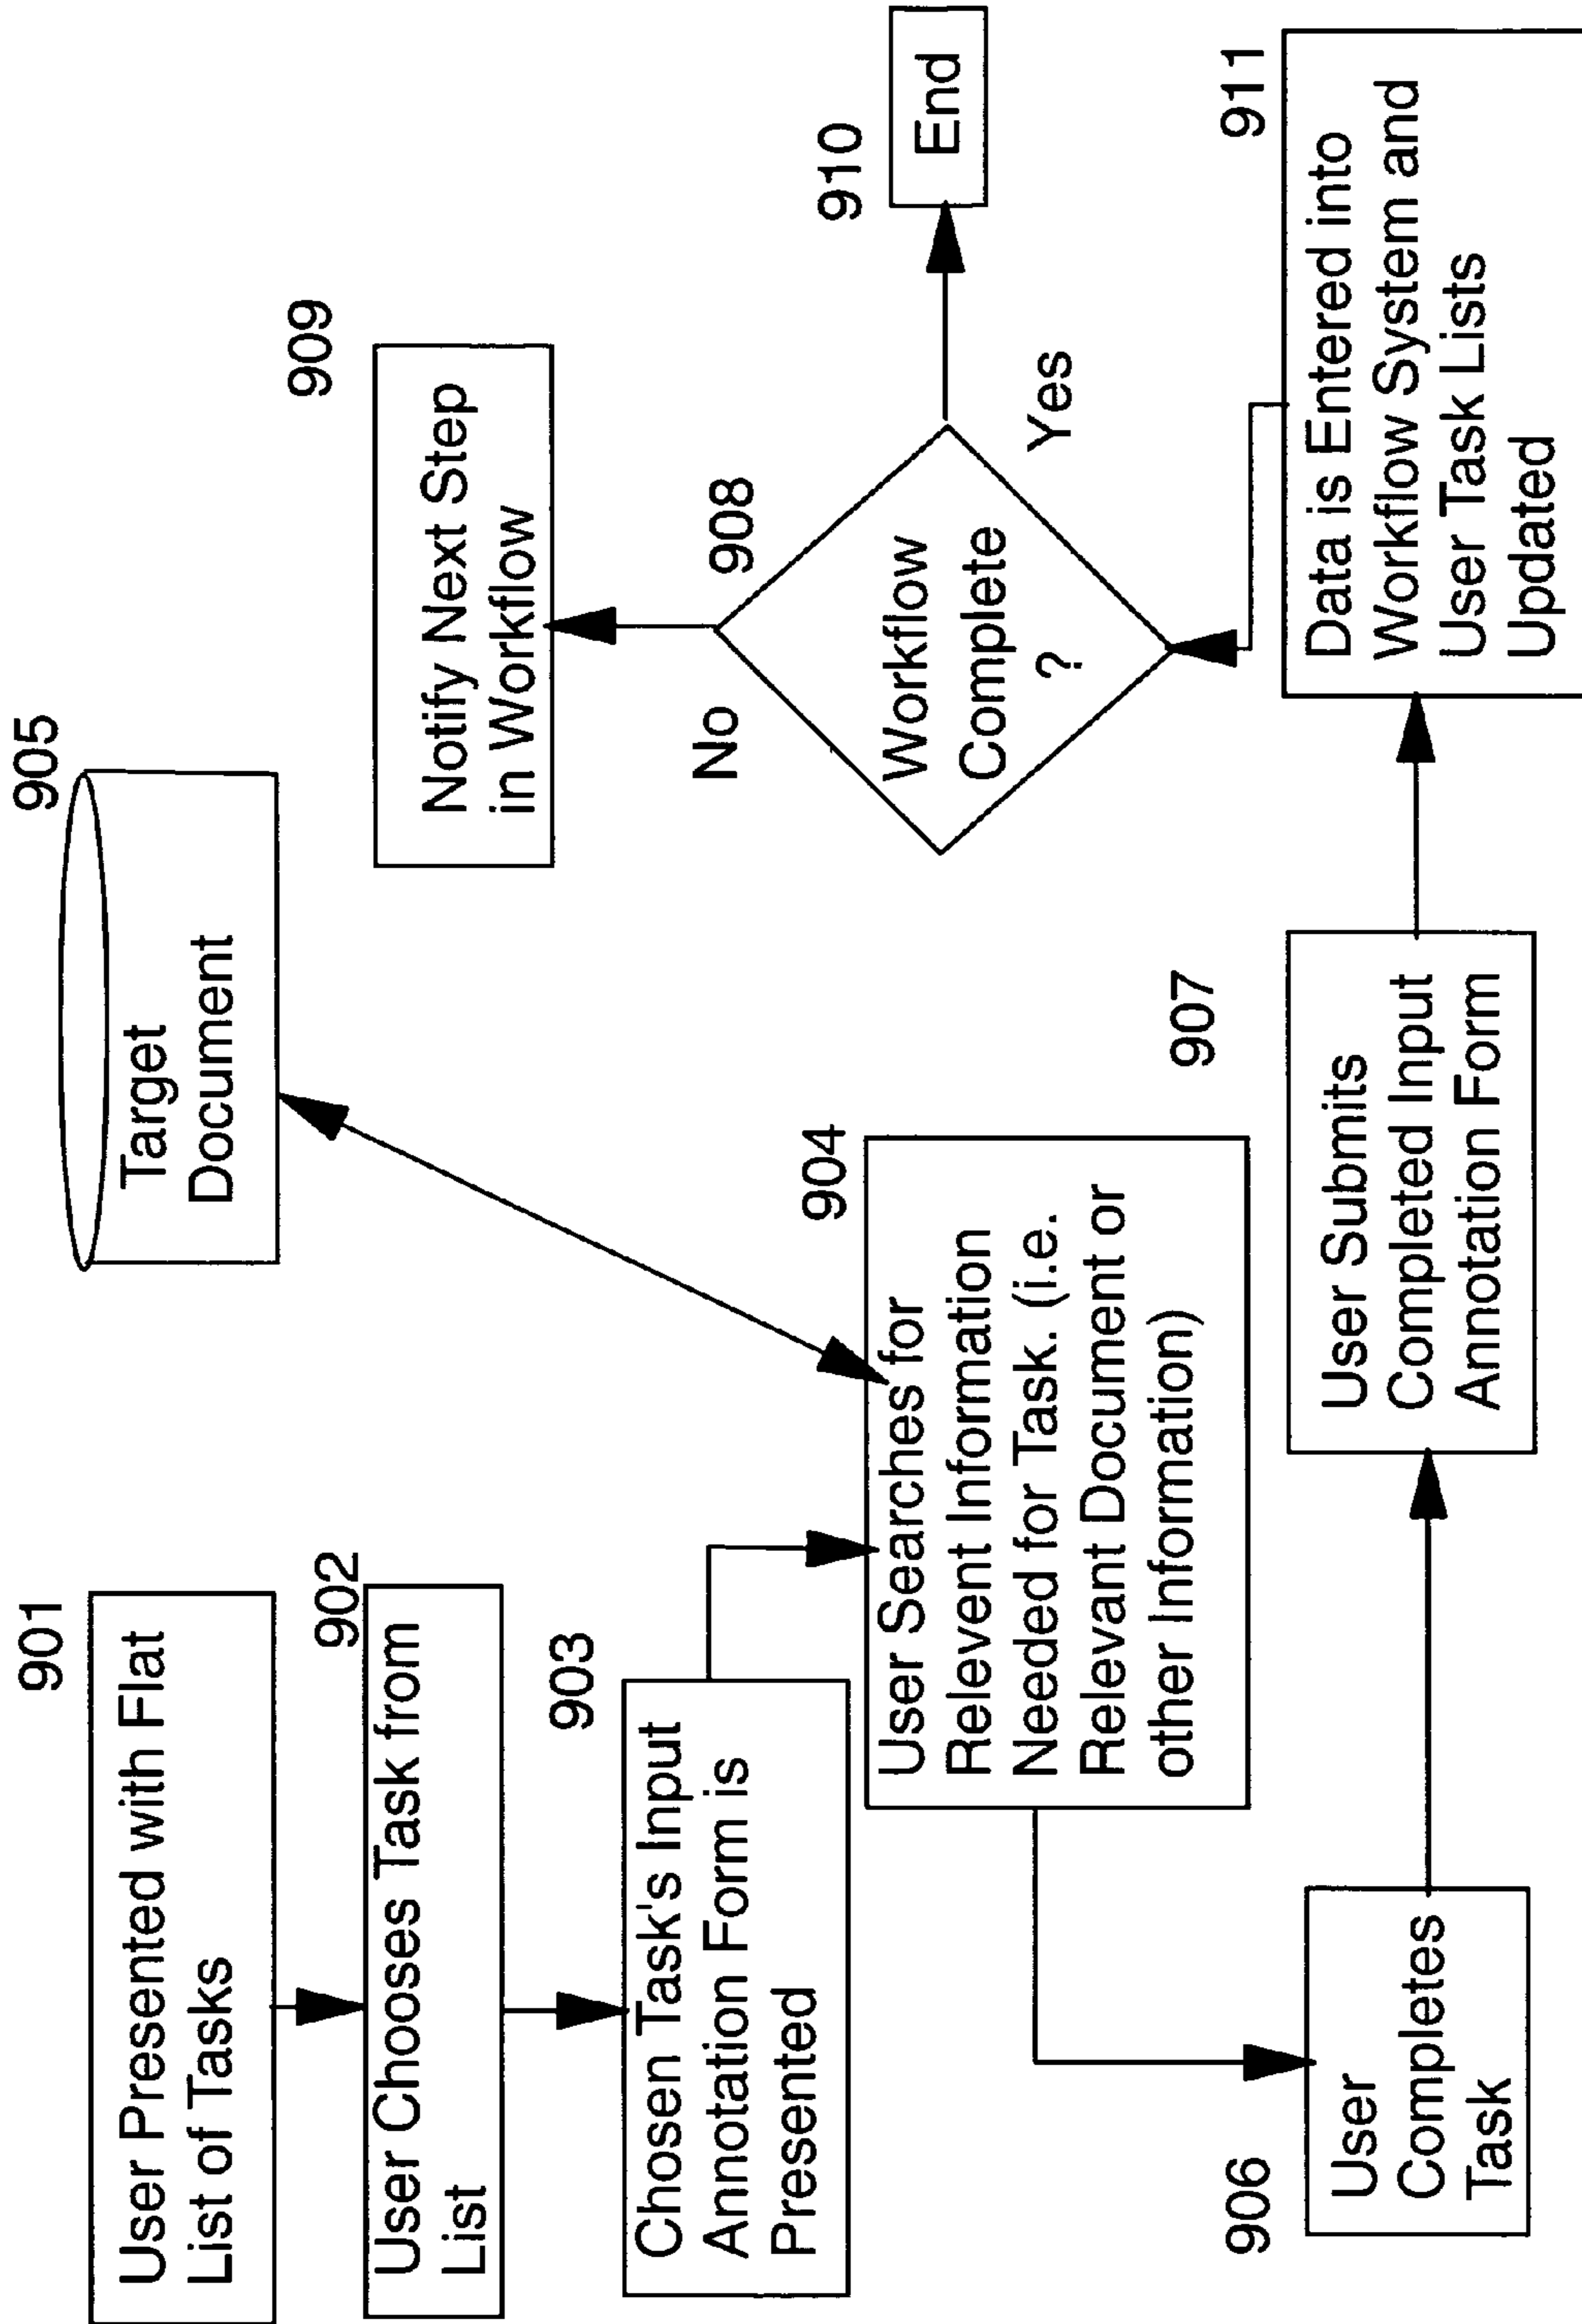 901
User Presented with Flat
List of Tasks
902
User Chooses Task from
List
903
Chosen Task's Input
Annotation Form is
Presented
904
User Searches for
Relevent Information
Needed for Task. (i.e.
Relevant Document or
other Information)
905
Target
Document
906
User
Completes
Task
907
User Submits
Completed Input
Annotation Form
911
Data is Entered into
Workflow System and
User Task Lists
Updated
908
Workflow
Complete
?
No
Yes
909
Notify Next Step
in Workflow
910
End